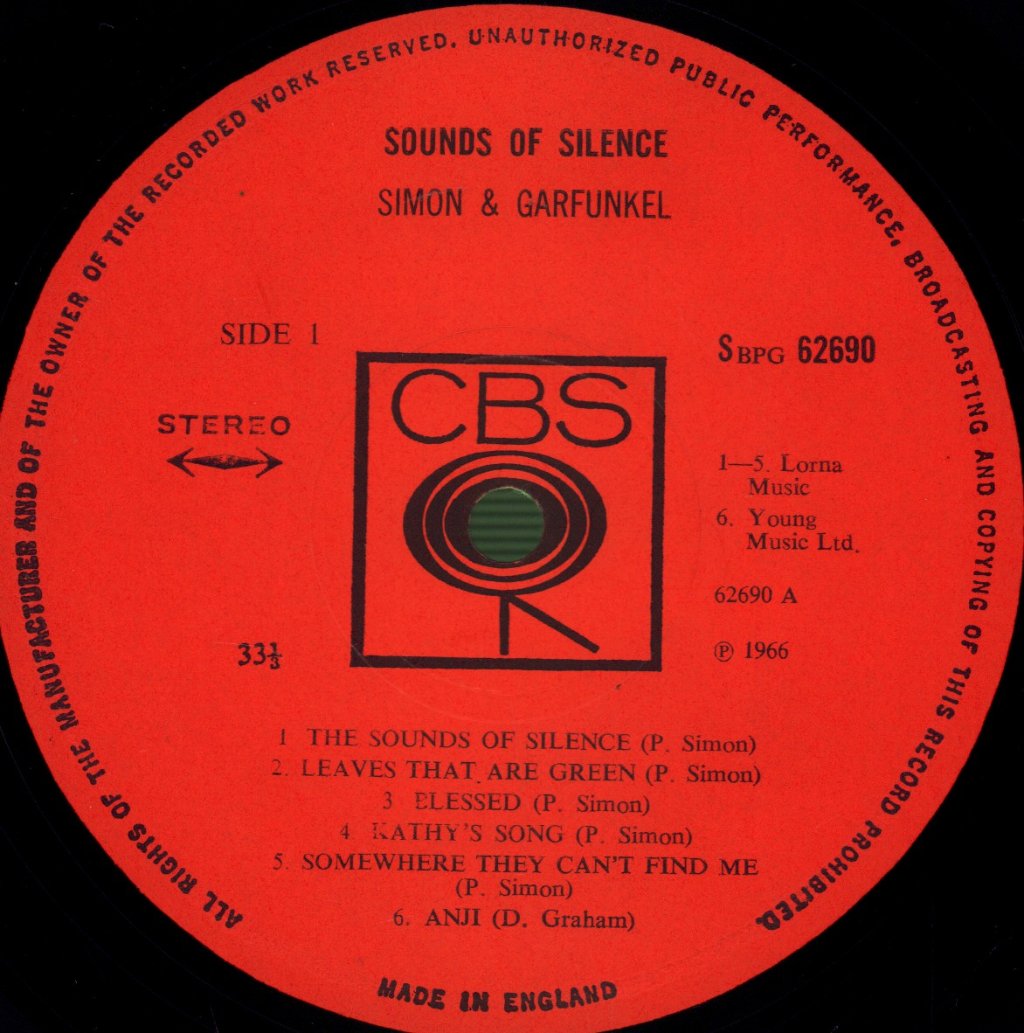 ALL RIGHTS OF THE MANUFACTURER AND OF THE OWNER OF THE RECORDED WORK RESERVED. UNAUTHORIZED PUBLIC PERFORMANCE, BROADCASTING AND COPYING OF THIS RECORD PROHIBITED.
SOUNDS OF SILENCE
SIMON & GARFUNKEL
SIDE 1
SBPG 62690
CBS
STEREO
1—5. Lorna
Music
6. Young
Music Ltd.
62690 A
33⅓
℗ 1966
1 THE SOUNDS OF SILENCE (P. Simon)
2. LEAVES THAT ARE GREEN (P. Simon)
3 BLESSED (P. Simon)
4 KATHY'S SONG (P. Simon)
5. SOMEWHERE THEY CAN'T FIND ME
(P. Simon)
6. ANJI (D. Graham)
MADE IN ENGLAND